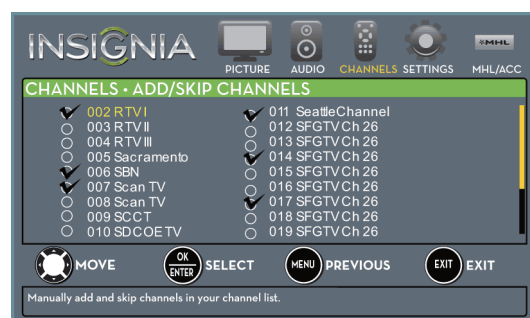 INSIGNIA
PICTURE AUDIO CHANNELS SETTINGS MHL/ACC
MHL
CHANNELS • ADD/SKIP CHANNELS
002 RTV I
003 RTV II
004 RTV III
005 Sacramento
006 SBN
007 Scan TV
008 Scan TV
009 SCCT
010 SDCOE TV
011 SeattleChannel
012 SFGTV Ch 26
013 SFGTV Ch 26
014 SFGTV Ch 26
015 SFGTV Ch 26
016 SFGTV Ch 26
017 SFGTV Ch 26
018 SFGTV Ch 26
019 SFGTV Ch 26
MOVE OK ENTER SELECT MENU PREVIOUS EXIT EXIT
Manually add and skip channels in your channel list.